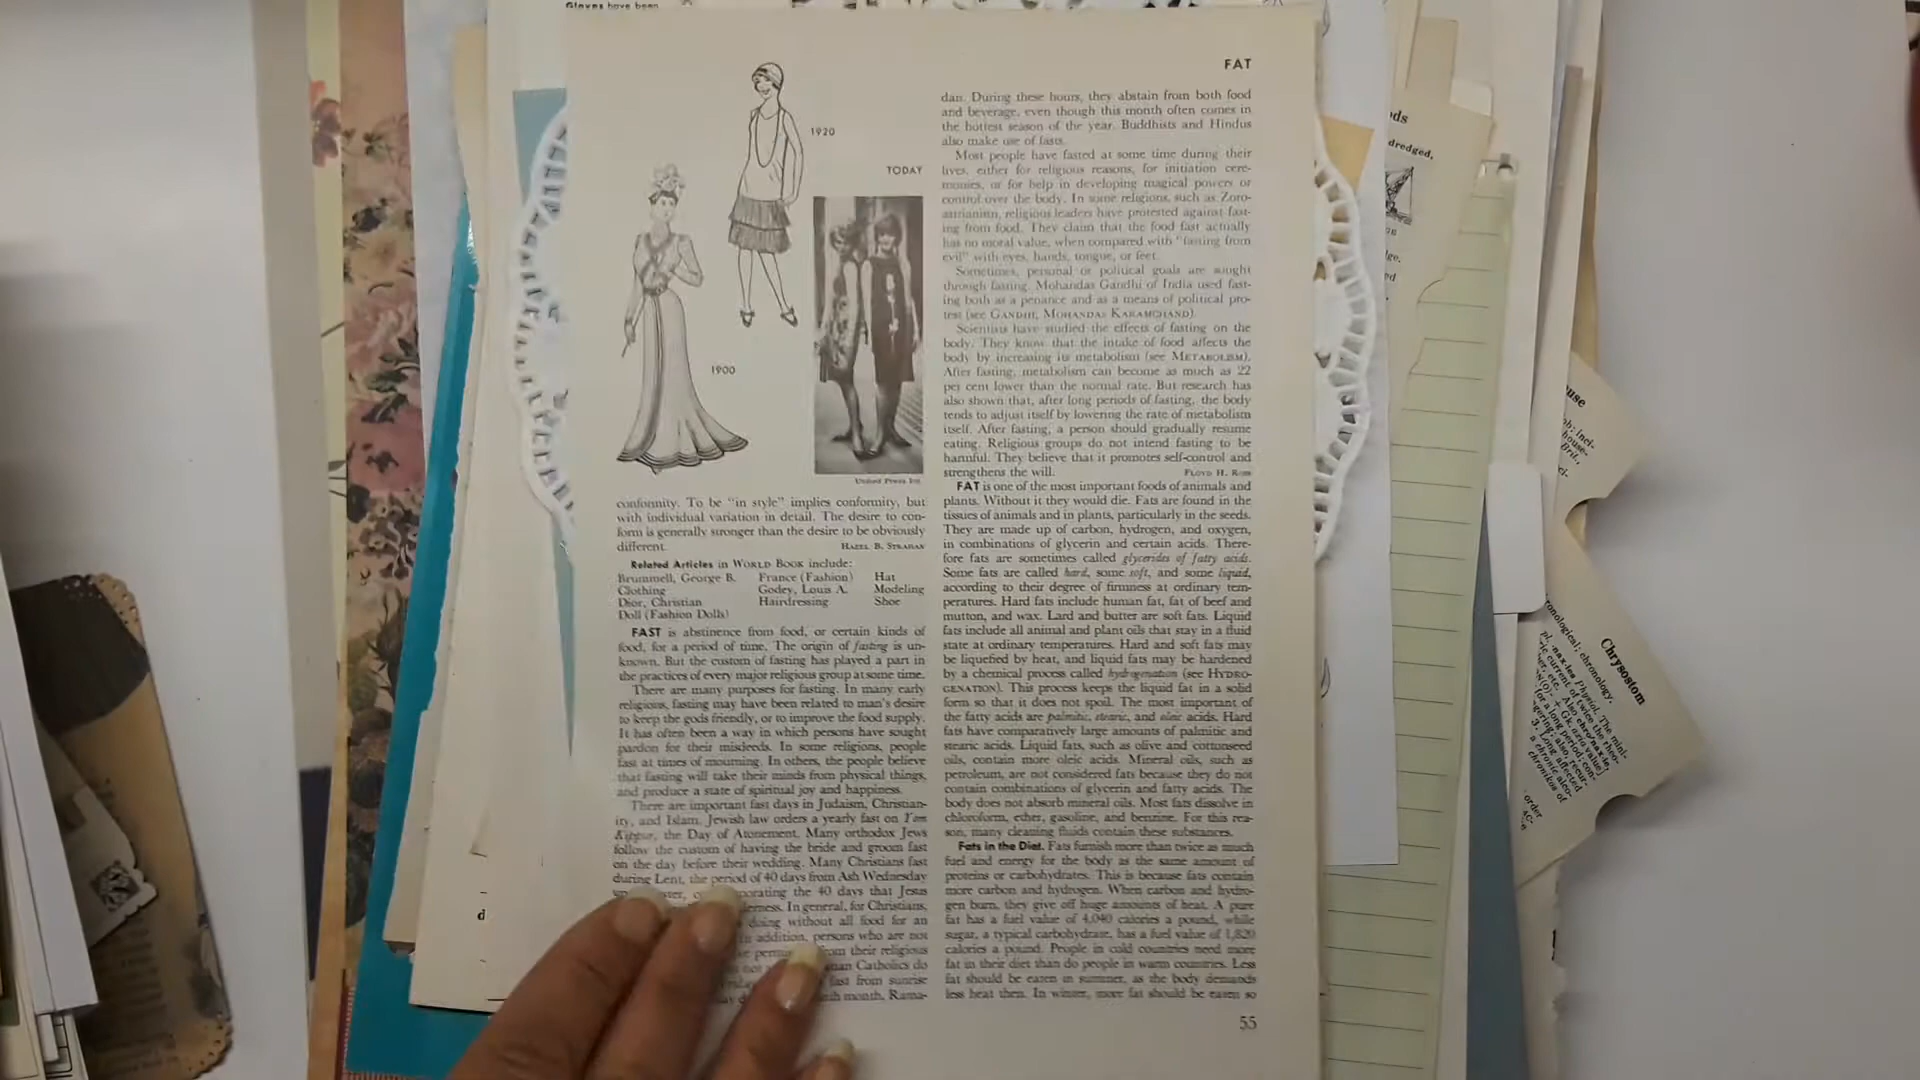 Gloves have been
FAT
1920
TODAY
1900
United Press Int.
conformity. To be "in style" implies conformity, but
with individual variation in detail. The desire to con-
form is generally stronger than the desire to be obviously
different. HAZEL B. STRAHAN
Related Articles in WORLD BOOK include:
Brummell, George B. France (Fashion) Hat
Clothing Godey, Louis A. Modeling
Dior, Christian Hairdressing Shoe
Doll (Fashion Dolls)
FAST is abstinence from food, or certain kinds of
food, for a period of time. The origin of fasting is un-
known. But the custom of fasting has played a part in
the practices of every major religious group at some time.
There are many purposes for fasting. In many early
religions, fasting may have been related to man's desire
to keep the gods friendly, or to improve the food supply.
It has often been a way in which persons have sought
pardon for their misdeeds. In some religions, people
fast at times of mourning. In others, the people believe
that fasting will take their minds from physical things,
and produce a state of spiritual joy and happiness.
There are important fast days in Judaism, Christian-
ity, and Islam. Jewish law orders a yearly fast on Yom
Kippur, the Day of Atonement. Many orthodox Jews
follow the custom of having the bride and groom fast
on the day before their wedding. Many Christians fast
during Lent, the period of 40 days from Ash Wednesday
the 40 days that Jesus
In general, for Christians,
doing without all food for an
addition, persons who are not
from their religious
Catholics do
fast from sunrise
month, Rama-
dan. During these hours, they abstain from both food
and beverage, even though this month often comes in
the hottest season of the year. Buddhists and Hindus
also make use of fasts.
Most people have fasted at some time during their
lives, either for religious reasons, for initiation cere-
monies, or for help in developing magical powers or
control over the body. In some religions, such as Zoro-
astrianism, religious leaders have protested against fast-
ing from food. They claim that the food fast actually
has no moral value, when compared with "fasting from
evil" with eyes, hands, tongue, or feet.
Sometimes, personal or political goals are sought
through fasting. Mohandas Gandhi of India used fast-
ing both as a penance and as a means of political pro-
test (see GANDHI, MOHANDAS KARAMCHAND).
Scientists have studied the effects of fasting on the
body. They know that the intake of food affects the
body by increasing its metabolism (see METABOLISM).
After fasting, metabolism can become as much as 22
per cent lower than the normal rate. But research has
also shown that, after long periods of fasting, the body
tends to adjust itself by lowering the rate of metabolism
itself. After fasting, a person should gradually resume
eating. Religious groups do not intend fasting to be
harmful. They believe that it promotes self-control and
strengthens the will. FLOYD H. ROSS
FAT is one of the most important foods of animals and
plants. Without it they would die. Fats are found in the
tissues of animals and in plants, particularly in the seeds.
They are made up of carbon, hydrogen, and oxygen,
in combinations of glycerin and certain acids. There-
fore fats are sometimes called glycerides of fatty acids.
Some fats are called hard, some soft, and some liquid,
according to their degree of firmness at ordinary tem-
peratures. Hard fats include human fat, fat of beef and
mutton, and wax. Lard and butter are soft fats. Liquid
fats include all animal and plant oils that stay in a fluid
state at ordinary temperatures. Hard and soft fats may
be liquefied by heat, and liquid fats may be hardened
by a chemical process called hydrogenation (see HYDRO-
GENATION). This process keeps the liquid fat in a solid
form so that it does not spoil. The most important of
the fatty acids are palmitic, stearic, and oleic acids. Hard
fats have comparatively large amounts of palmitic and
stearic acids. Liquid fats, such as olive and cottonseed
oils, contain more oleic acids. Mineral oils, such as
petroleum, are not considered fats because they do not
contain combinations of glycerin and fatty acids. The
body does not absorb mineral oils. Most fats dissolve in
chloroform, ether, gasoline, and benzine. For this rea-
son, many cleaning fluids contain these substances.
Fats in the Diet. Fats furnish more than twice as much
fuel and energy for the body as the same amount of
proteins or carbohydrates. This is because fats contain
more carbon and hydrogen. When carbon and hydro-
gen burn, they give off huge amounts of heat. A pure
fat has a fuel value of 4,040 calories a pound, while
sugar, a typical carbohydrate, has a fuel value of 1,820
calories a pound. People in cold countries need more
fat in their diet than do people in warm countries. Less
fat should be eaten in summer, as the body demands
less heat then. In winter, more fat should be eaten so
55
dredged,
Chrysostom